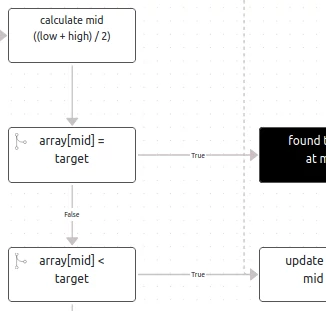 calculate mid
((low + high) / 2)
array[mid] =
target
True
found
at
False
array[mid] <
target
True
update
mid